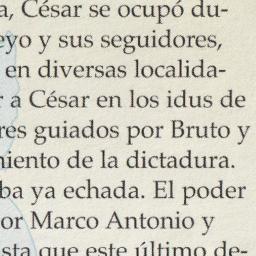 a, César se ocupó du-
eyo y sus seguidores,
en diversas localida-
r a César en los idus de
res guiados por Bruto y
niento de la dictadura.
ba ya echada. El poder
or Marco Antonio y
sta que este último de-